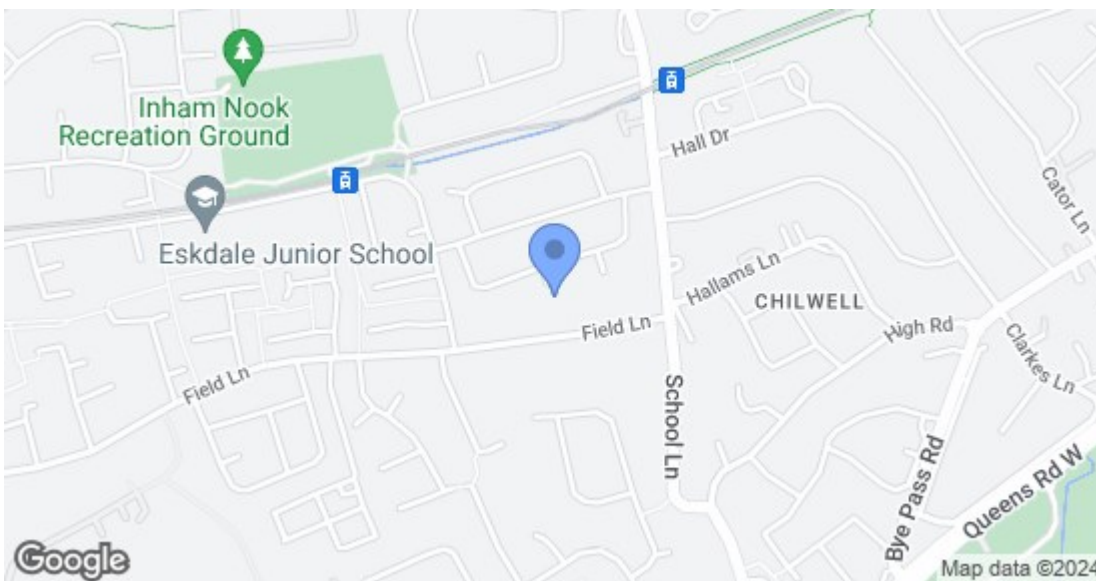 Inham Nook
Recreation Ground
Hall Dr
Cator Ln
Eskdale Junior School
Hallams Ln
CHILWELL
Field Ln
High Rd
Clarkes Ln
Field Ln
School Ln
Bye Pass Rd
Queens Rd W
Google
Map data ©2024